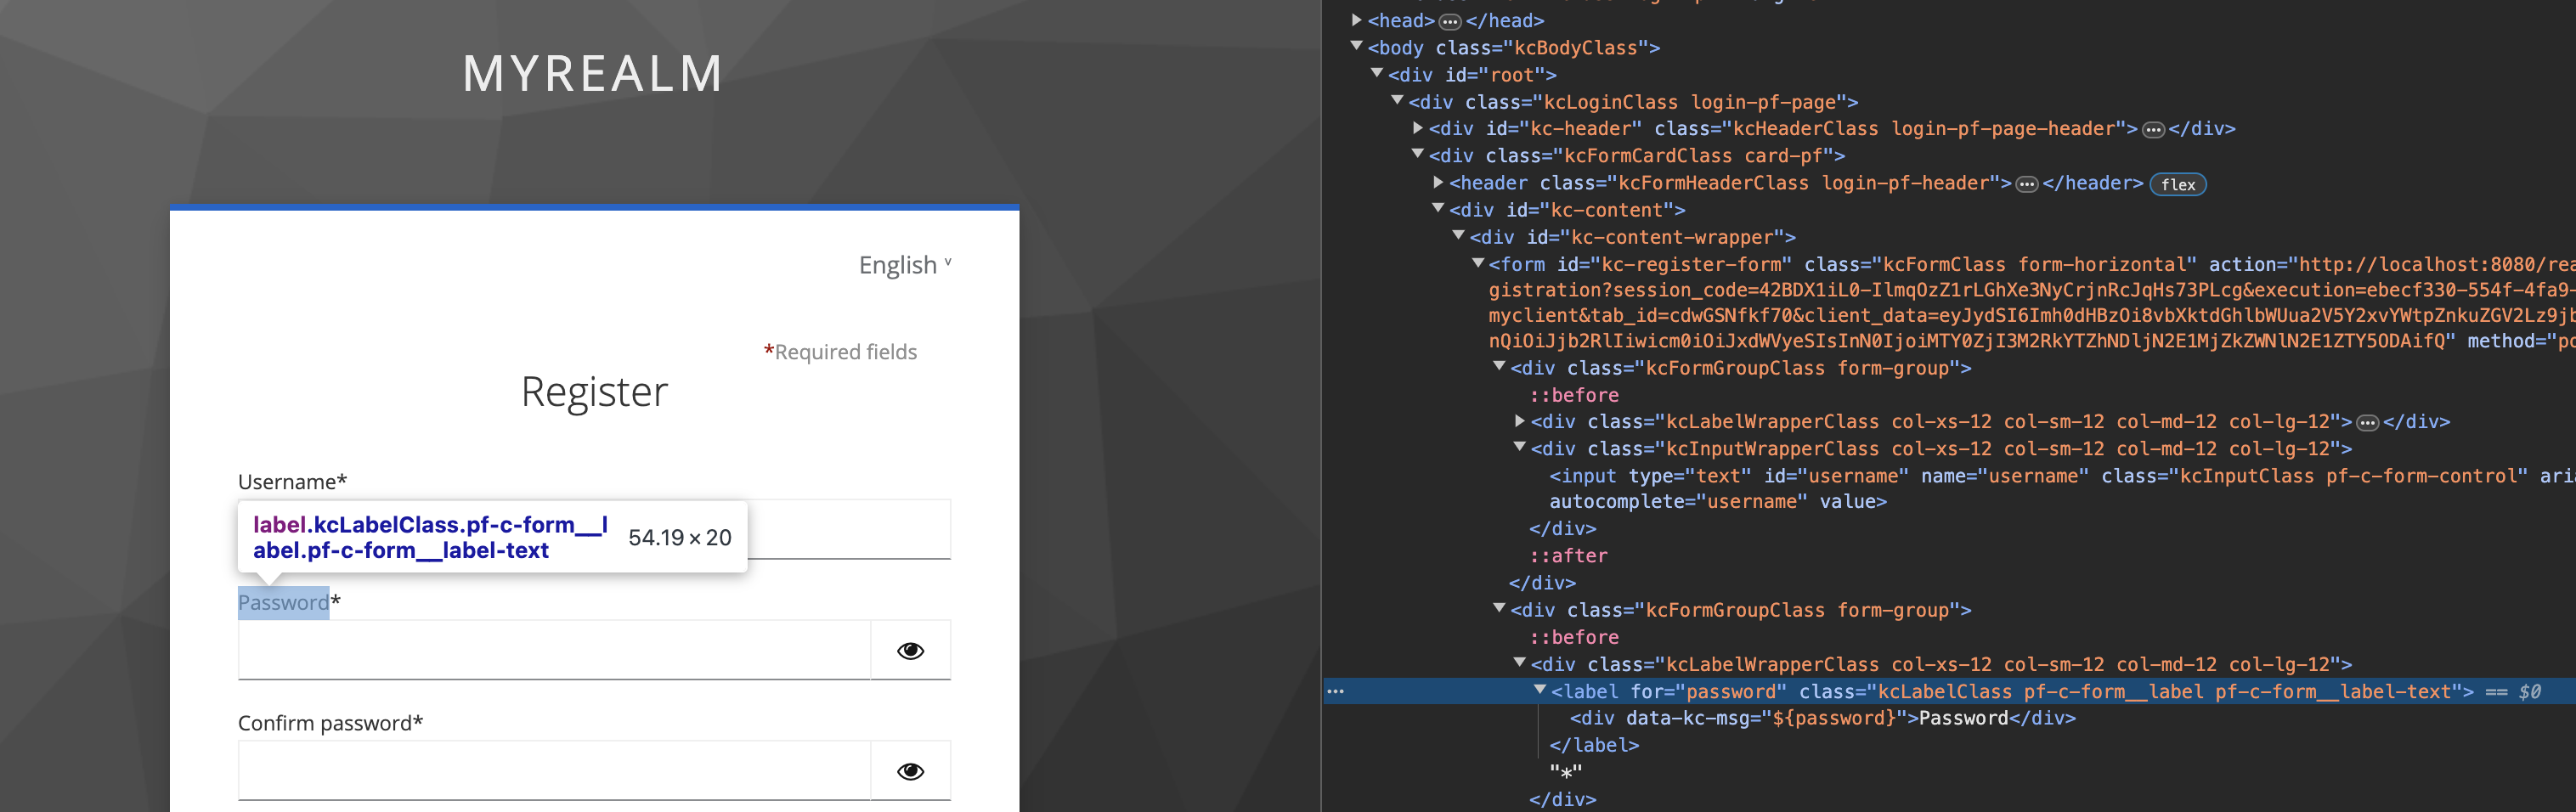 MYREALM
English ˅
*Required fields
Register
Username*
label.kcLabelClass.pf-c-form__l
abel.pf-c-form__label-text
54.19 × 20
Password*
Confirm password*
<head> ••• </head>
<body class="kcBodyClass">
<div id="root">
<div class="kcLoginClass login-pf-page">
<div id="kc-header" class="kcHeaderClass login-pf-page-header"> ••• </div>
<div class="kcFormCardClass card-pf">
<header class="kcFormHeaderClass login-pf-header"> ••• </header> flex
<div id="kc-content">
<div id="kc-content-wrapper">
<form id="kc-register-form" class="kcFormClass form-horizontal" action="http://localhost:8080/rea
gistration?session_code=42BDX1iL0-IlmqOzZ1rLGhXe3NyCrjnRcJqHs73PLcg&execution=ebecf330-554f-4fa9-
myclient&tab_id=cdwGSNfkf70&client_data=eyJydSI6Imh0dHBzOi8vbXktdGhlbWUua2V5Y2xvYWtpZnkuZGV2Lz9jb
nQiOiJjb2RlIiwicm0iOiJxdWVyeSIsInN0IjoiMTY0ZjI3M2RkYTZhNDljN2E1MjZkZWNlN2E1ZTY5ODAifQ" method="po
<div class="kcFormGroupClass form-group">
::before
<div class="kcLabelWrapperClass col-xs-12 col-sm-12 col-md-12 col-lg-12"> ••• </div>
<div class="kcInputWrapperClass col-xs-12 col-sm-12 col-md-12 col-lg-12">
<input type="text" id="username" name="username" class="kcInputClass pf-c-form-control" aria
autocomplete="username" value>
</div>
::after
</div>
<div class="kcFormGroupClass form-group">
::before
<div class="kcLabelWrapperClass col-xs-12 col-sm-12 col-md-12 col-lg-12">
••• <label for="password" class="kcLabelClass pf-c-form__label pf-c-form__label-text"> == $0
<div data-kc-msg="${password}">Password</div>
</label>
"*"
</div>